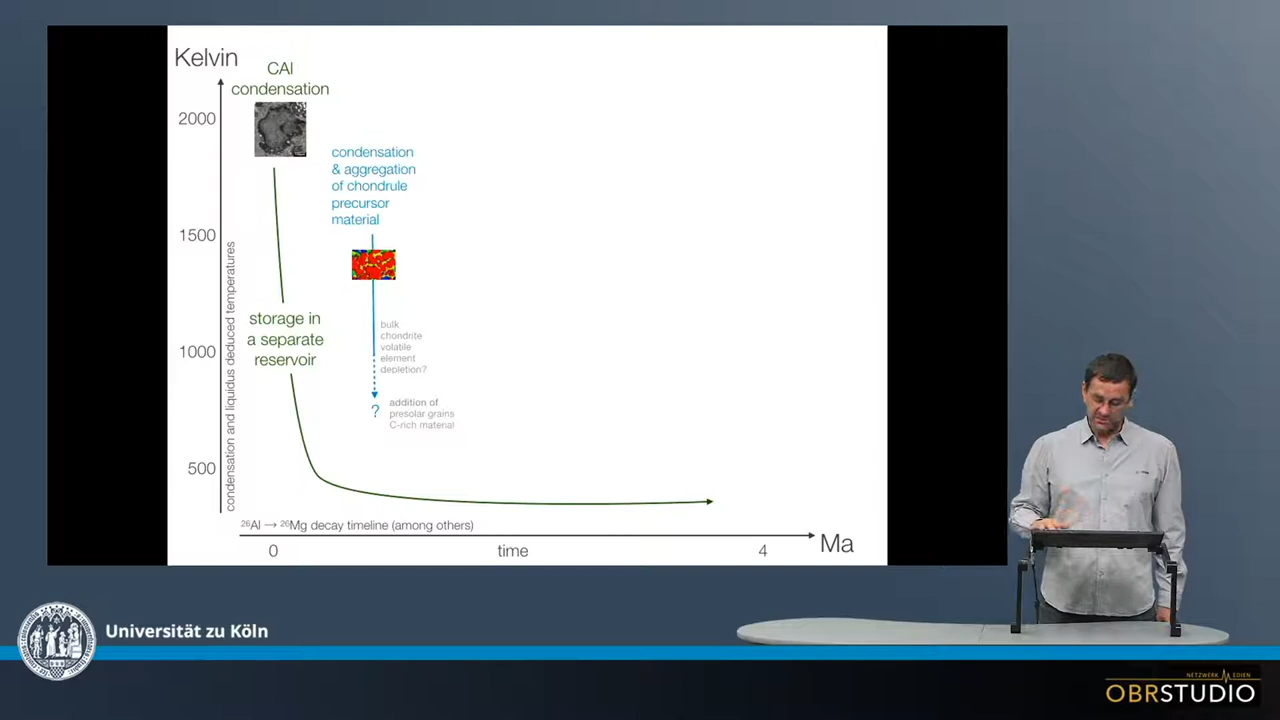 Kelvin
CAI
condensation
2000
condensation
& aggregation
of chondrule
precursor
material
1500
storage in
a separate
reservoir
1000
bulk
chondrite
volatile
element
depletion?
?
addition of
presolar grains
C-rich material
500
condensation and liquidus deduced temperatures
²⁶Al → ²⁶Mg decay timeline (among others)
0
time
4
Ma
Universität zu Köln
NETZWERK MEDIEN
OBRSTUDIO